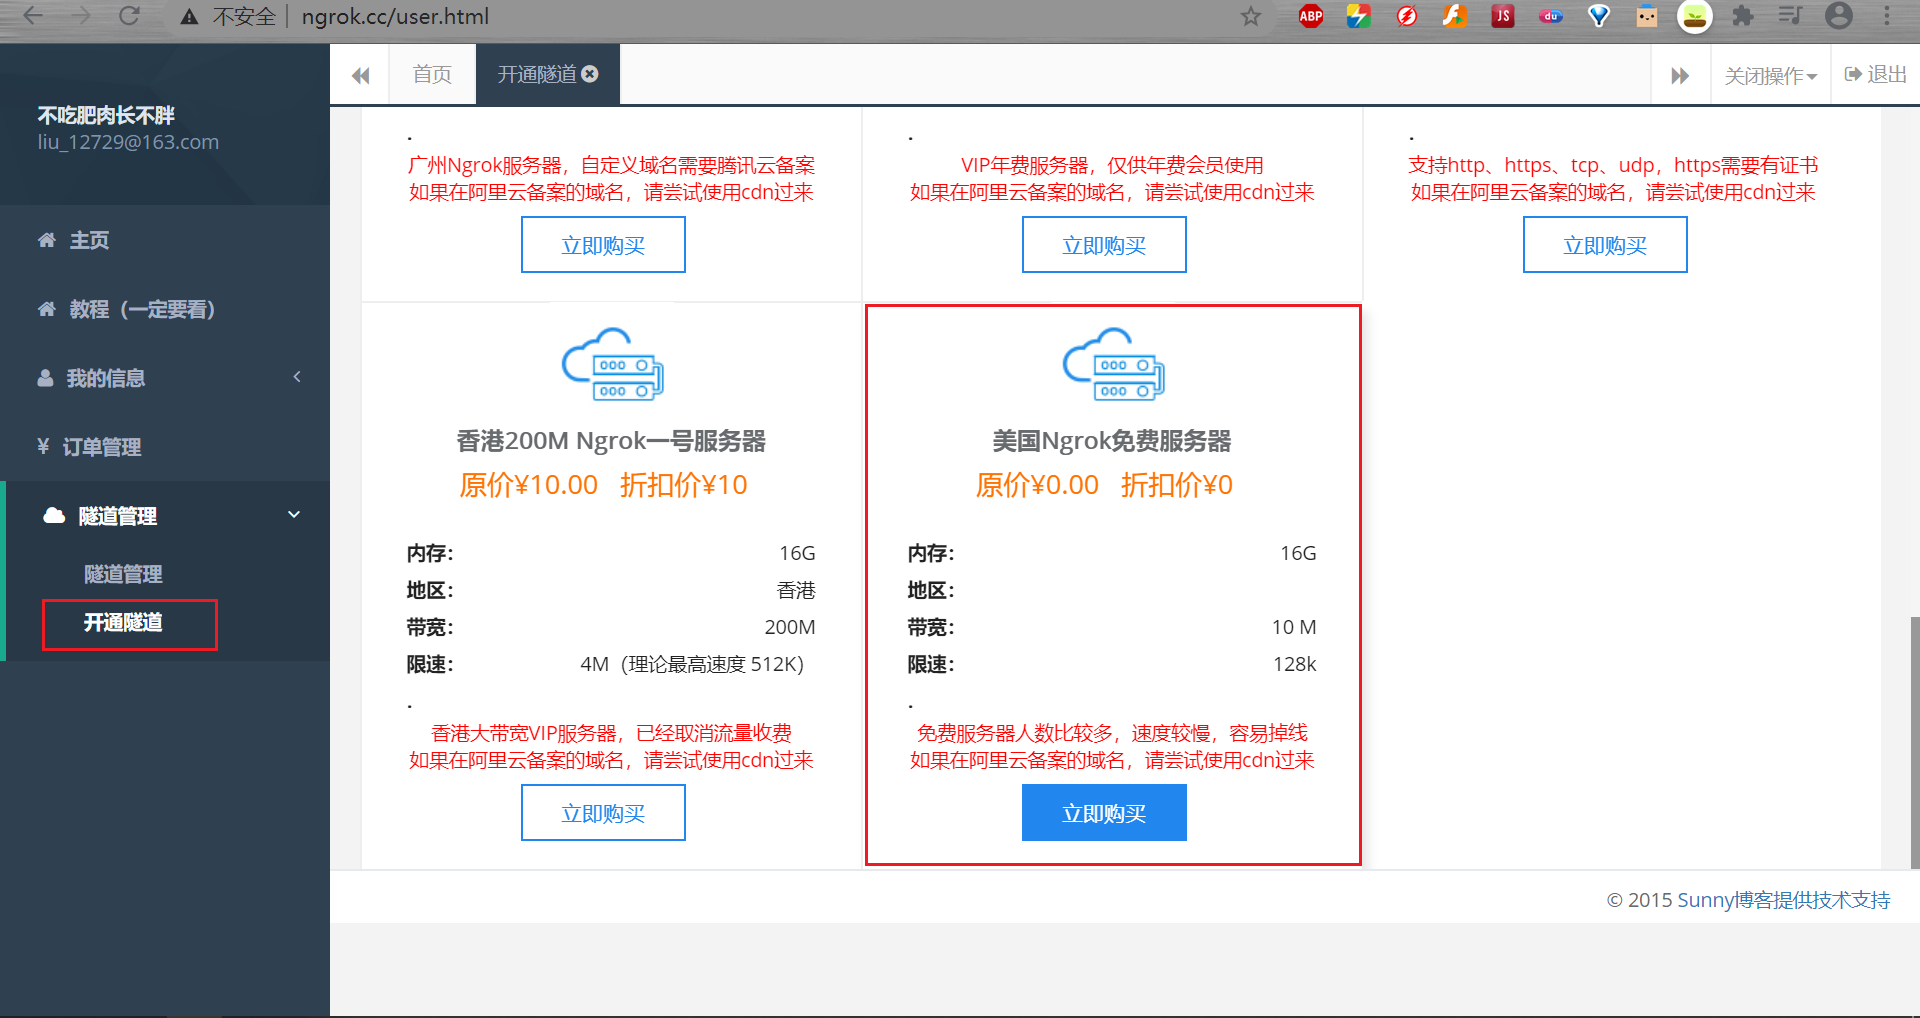 不安全 ngrok.cc/user.html
ABP JS du
不吃肥肉长不胖
liu_12729@163.com
主页
教程（一定要看）
我的信息
¥ 订单管理
隧道管理
隧道管理
开通隧道
首页 开通隧道 关闭操作 退出
.
广州Ngrok服务器，自定义域名需要腾讯云备案
如果在阿里云备案的域名，请尝试使用cdn过来
立即购买
.
VIP年费服务器，仅供年费会员使用
如果在阿里云备案的域名，请尝试使用cdn过来
立即购买
.
支持http、https、tcp、udp，https需要有证书
如果在阿里云备案的域名，请尝试使用cdn过来
立即购买
香港200M Ngrok一号服务器
原价¥10.00 折扣价¥10
内存： 16G
地区： 香港
带宽： 200M
限速： 4M（理论最高速度 512K）
.
香港大带宽VIP服务器，已经取消流量收费
如果在阿里云备案的域名，请尝试使用cdn过来
立即购买
美国Ngrok免费服务器
原价¥0.00 折扣价¥0
内存： 16G
地区：
带宽： 10 M
限速： 128k
.
免费服务器人数比较多，速度较慢，容易掉线
如果在阿里云备案的域名，请尝试使用cdn过来
立即购买
© 2015 Sunny博客提供技术支持